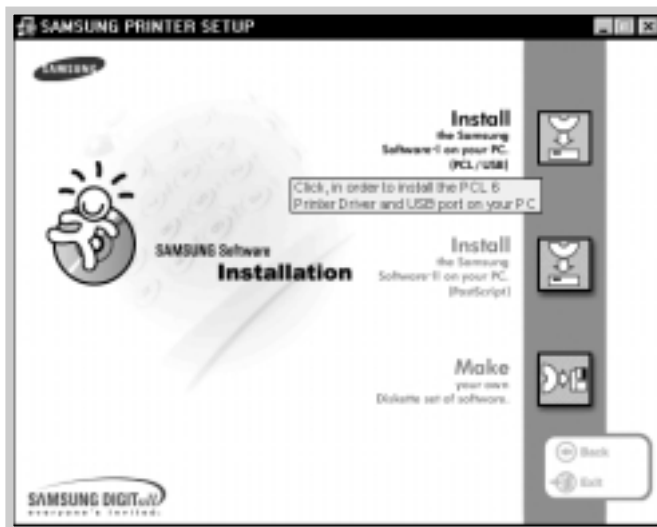 SAMSUNG PRINTER SETUP
SAMSUNG
Install
the Samsung
Software-I on your PC.
(PCL/USB)
Click, in order to install the PCL 6
Printer Driver and USB port on your PC
SAMSUNG Software
Installation
Install
the Samsung
Software-II on your PC.
(PostScript)
Make
your own
Diskette set of software.
Back
Exit
SAMSUNG DIGITall
everyone's invited.